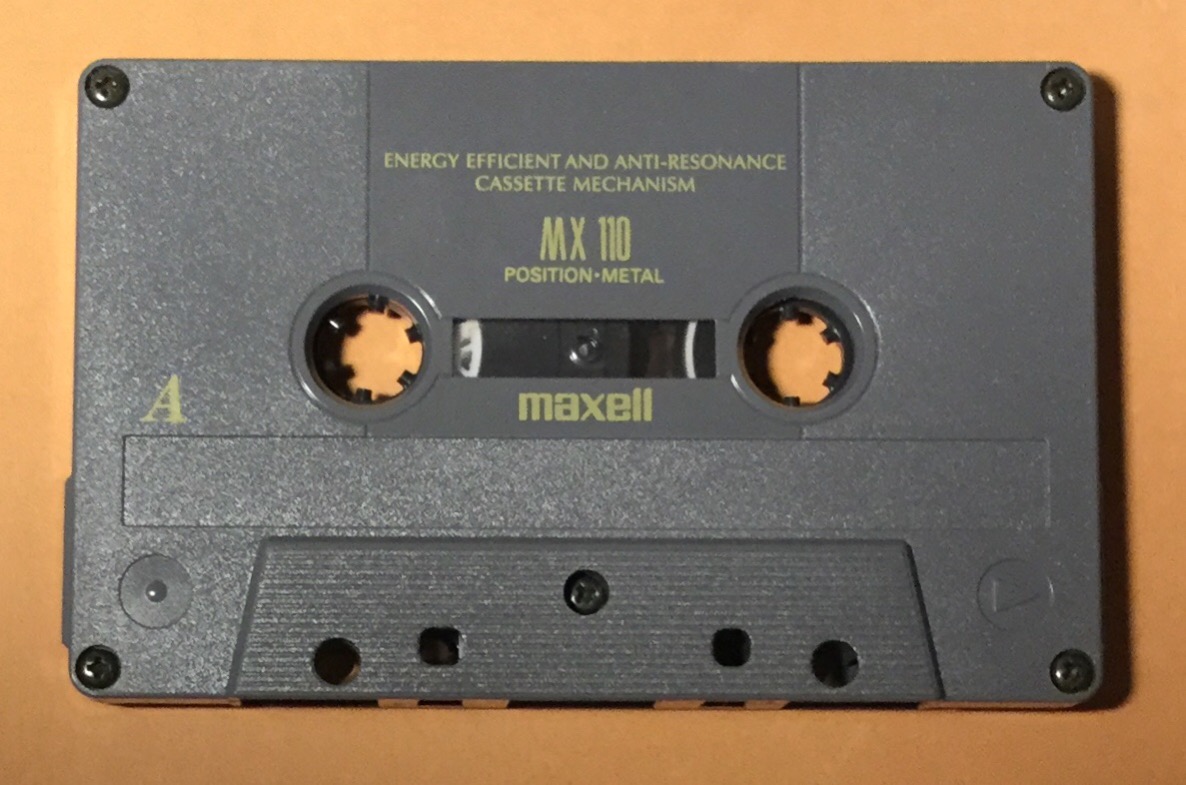 ENERGY EFFICIENT AND ANTI-RESONANCE
CASSETTE MECHANISM
MX 110
POSITION·METAL
maxell
A